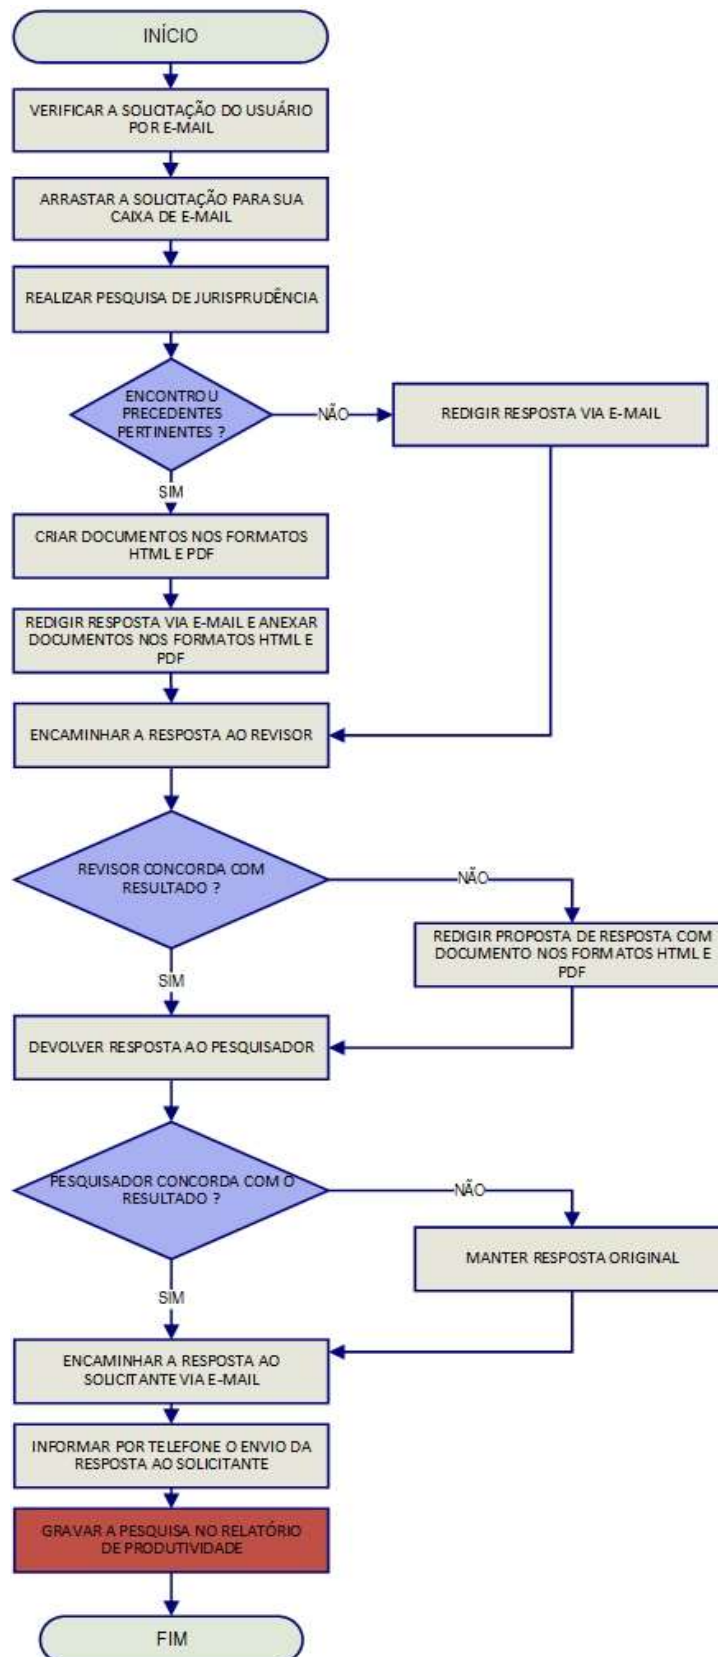 INÍCIO
VERIFICAR A SOLICITAÇÃO DO USUÁRIO
POR E-MAIL
ARRASTAR A SOLICITAÇÃO PARA SUA
CAIXA DE E-MAIL
REALIZAR PESQUISA DE JURISPRUDÊNCIA
ENCONTROU
PRECEDENTES
PERTINENTES ?
NÃO
REDIGIR RESPOSTA VIA E-MAIL
SIM
CRIAR DOCUMENTOS NOS FORMATOS
HTML E PDF
REDIGIR RESPOSTA VIA E-MAIL E ANEXAR
DOCUMENTOS NOS FORMATOS HTML E
PDF
ENCAMINHAR A RESPOSTA AO REVISOR
REVISOR CONCORDA COM
RESULTADO ?
NÃO
REDIGIR PROPOSTA DE RESPOSTA COM
DOCUMENTO NOS FORMATOS HTML E
PDF
SIM
DEVOLVER RESPOSTA AO PESQUISADOR
PESQUISADOR CONCORDA COM O
RESULTADO ?
NÃO
MANTER RESPOSTA ORIGINAL
SIM
ENCAMINHAR A RESPOSTA AO
SOLICITANTE VIA E-MAIL
INFORMAR POR TELEFONE O ENVIO DA
RESPOSTA AO SOLICITANTE
GRAVAR A PESQUISA NO RELATÓRIO
DE PRODUTIVIDADE
FIM